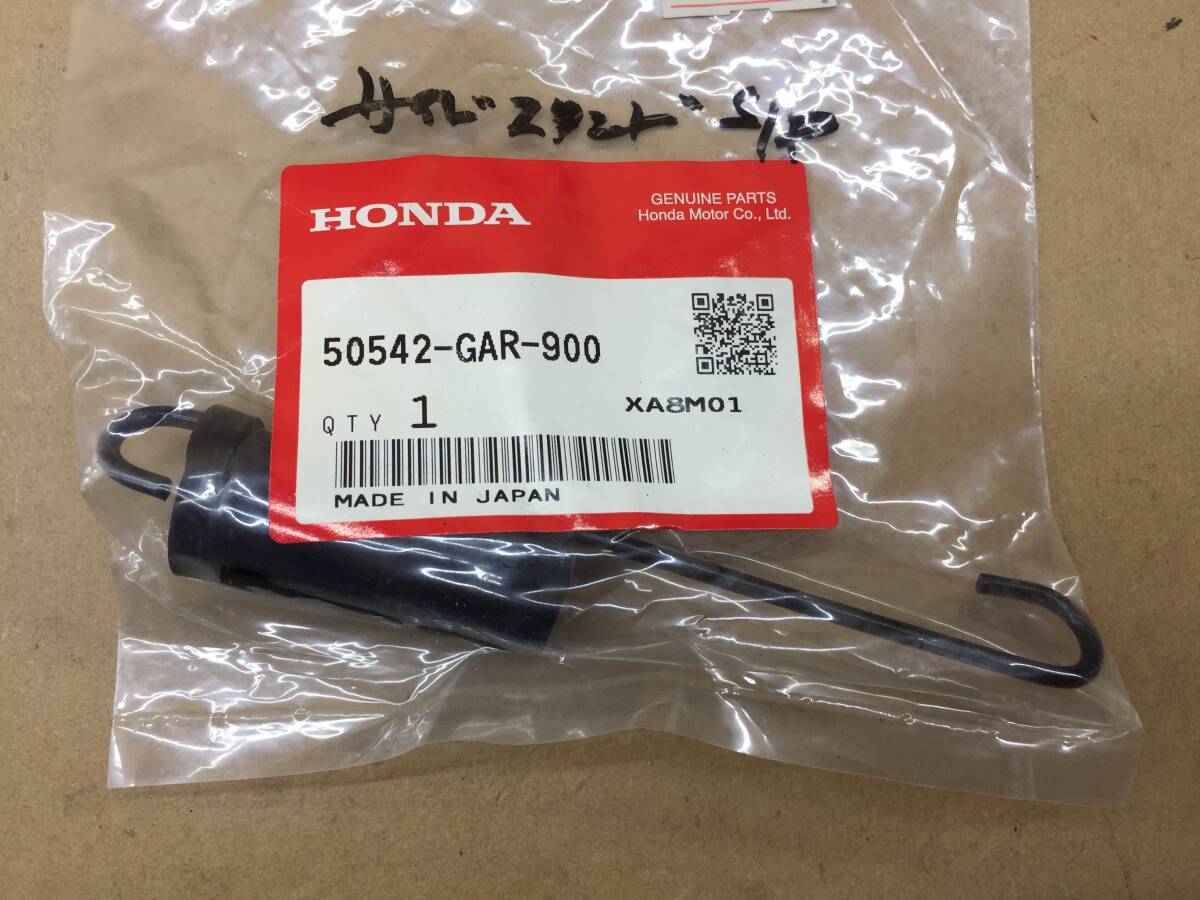 サイドスタンド S/P
HONDA
GENUINE PARTS
Honda Motor Co., Ltd.
50542-GAR-900
QTY 1
XA8M01
MADE IN JAPAN